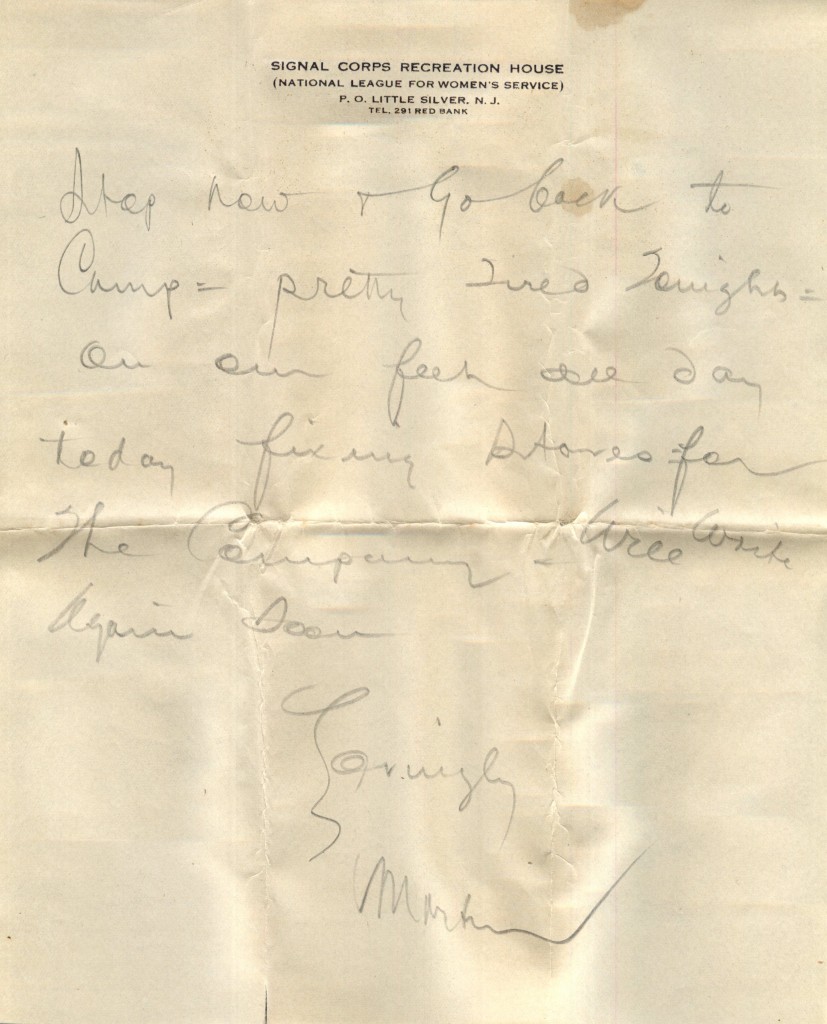 SIGNAL CORPS RECREATION HOUSE
(NATIONAL LEAGUE FOR WOMEN'S SERVICE)
P. O. LITTLE SILVER, N. J.
TEL. 291 RED BANK
Stop now + Go back to
Camp = pretty Tired Tonight =
On our feet all day
today fixing stoves for
The Company - Will Write
Again Soon
Lovingly
Martin